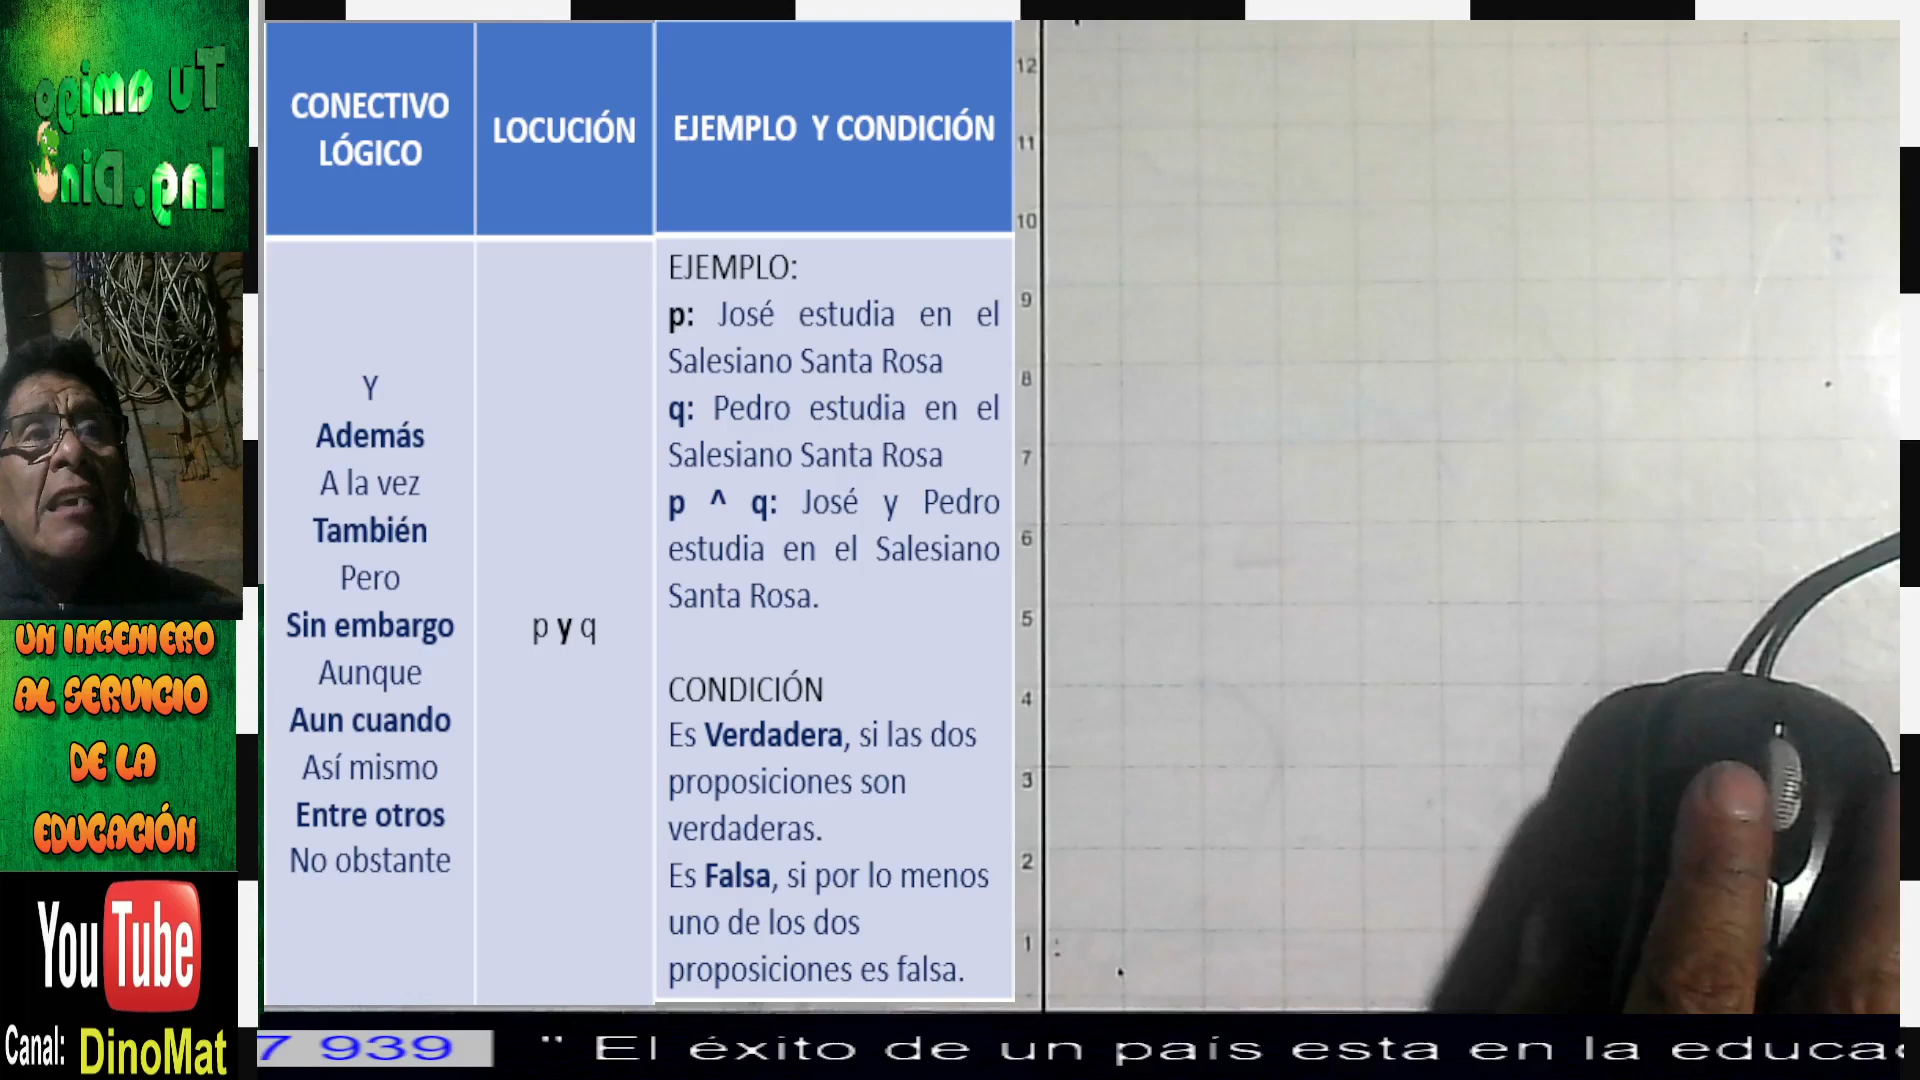 Tu amigo
Ing. Dino
UN INGENIERO
AL SERVICIO
DE LA
EDUCACIÓN
YouTube
Canal: DinoMat
CONECTIVO
LÓGICO
LOCUCIÓN
EJEMPLO Y CONDICIÓN
Y
Además
A la vez
También
Pero
Sin embargo
Aunque
Aun cuando
Así mismo
Entre otros
No obstante
p y q
EJEMPLO:
p: José estudia en el
Salesiano Santa Rosa
q: Pedro estudia en el
Salesiano Santa Rosa
p ^ q: José y Pedro
estudia en el Salesiano
Santa Rosa.
CONDICIÓN
Es Verdadera, si las dos
proposiciones son
verdaderas.
Es Falsa, si por lo menos
uno de los dos
proposiciones es falsa.
12
11
10
9
8
7
6
5
4
3
2
1
7 939 " El éxito de un país esta en la educac